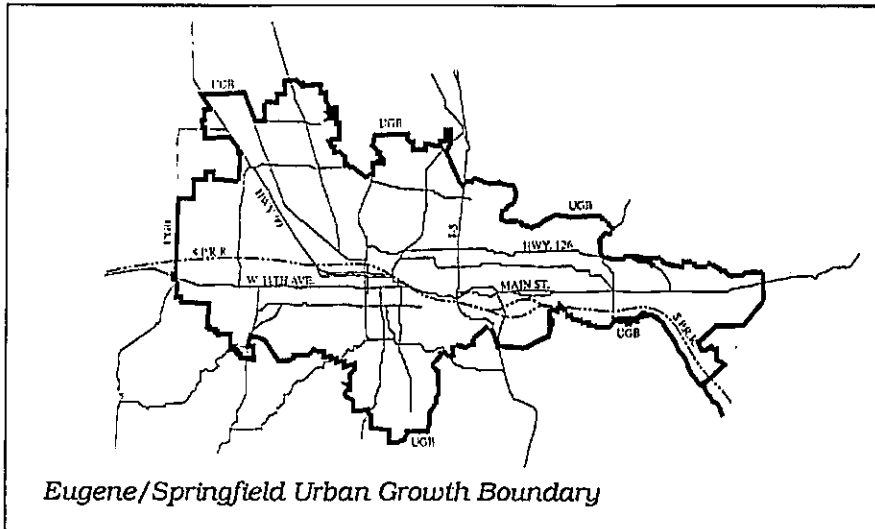 UGB
UGB
UGB
UGB
HWY. 99
I-5
HWY. 126
S.P.R.R.
W. 11TH AVE.
MAIN ST.
S.P.R.R.
UGB
UGB
Eugene/Springfield Urban Growth Boundary